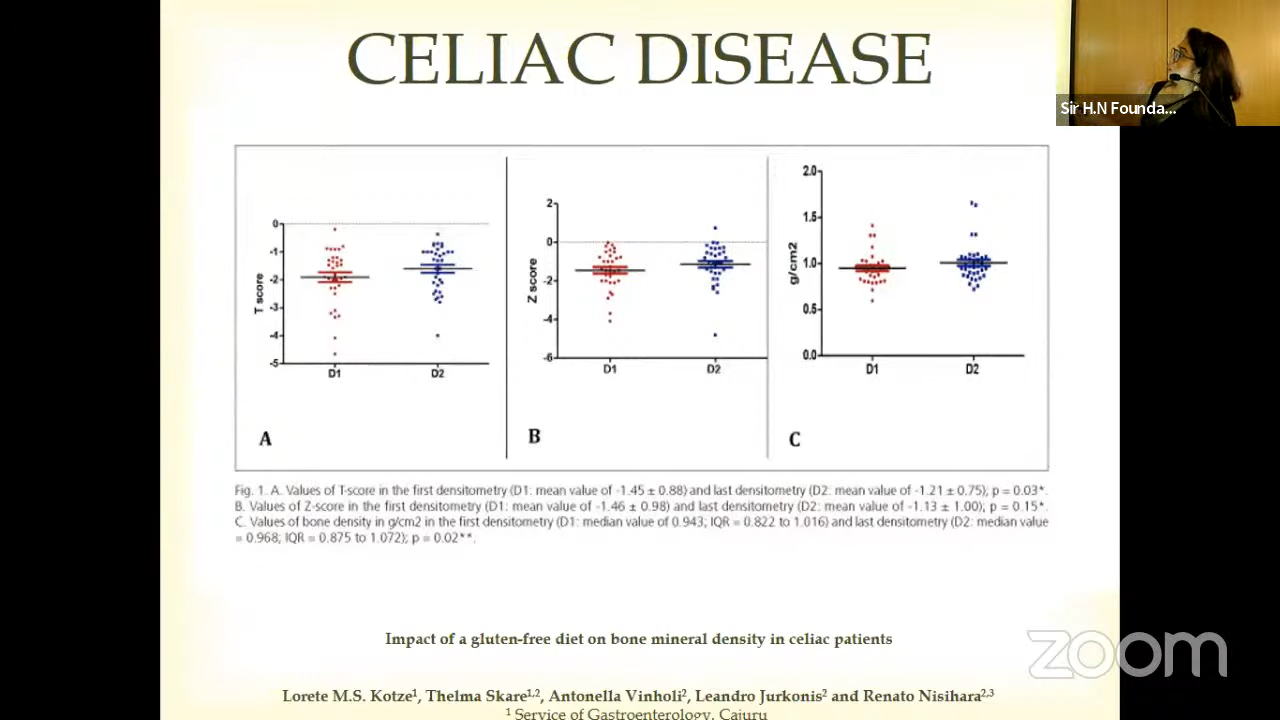 CELIAC DISEASE
Sir H.N Founda...
0
-1
-2
-3
-4
-5
T score
D1
D2
A
2
0
-2
-4
-6
Z score
D1
D2
B
2.0
1.5
1.0
0.5
0.0
g/cm2
D1
D2
C
Fig. 1. A. Values of T-score in the first densitometry (D1: mean value of -1.45 ± 0.88) and last densitometry (D2: mean value of -1.21 ± 0.75); p = 0.03*.
B. Values of Z-score in the first densitometry (D1: mean value of -1.46 ± 0.98) and last densitometry (D2: mean value of -1.13 ± 1.00); p = 0.15*.
C. Values of bone density in g/cm2 in the first densitometry (D1: median value of 0.943; IQR = 0.822 to 1.016) and last densitometry (D2: median value
= 0.968; IQR = 0.875 to 1.072); p = 0.02**.
Impact of a gluten-free diet on bone mineral density in celiac patients
zoom
Lorete M.S. Kotze¹, Thelma Skare¹,², Antonella Vinholi², Leandro Jurkonis² and Renato Nisihara²,³
¹ Service of Gastroenterology, Cajuru